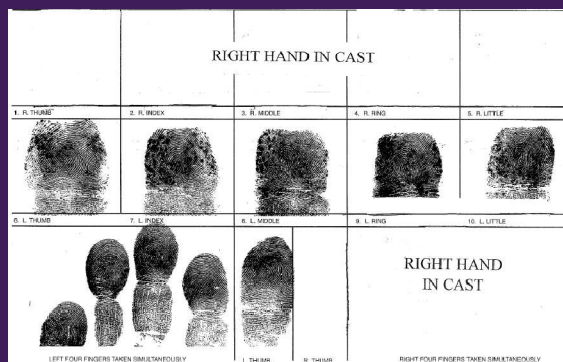 RIGHT HAND IN CAST
1. R. THUMB 2. R. INDEX 3. R. MIDDLE 4. R. RING 5. R. LITTLE
6. L. THUMB 7. L. INDEX 8. L. MIDDLE 9. L. RING 10. L. LITTLE
RIGHT HAND
IN CAST
LEFT FOUR FINGERS TAKEN SIMULTANEOUSLY L. THUMB R. THUMB RIGHT FOUR FINGERS TAKEN SIMULTANEOUSLY